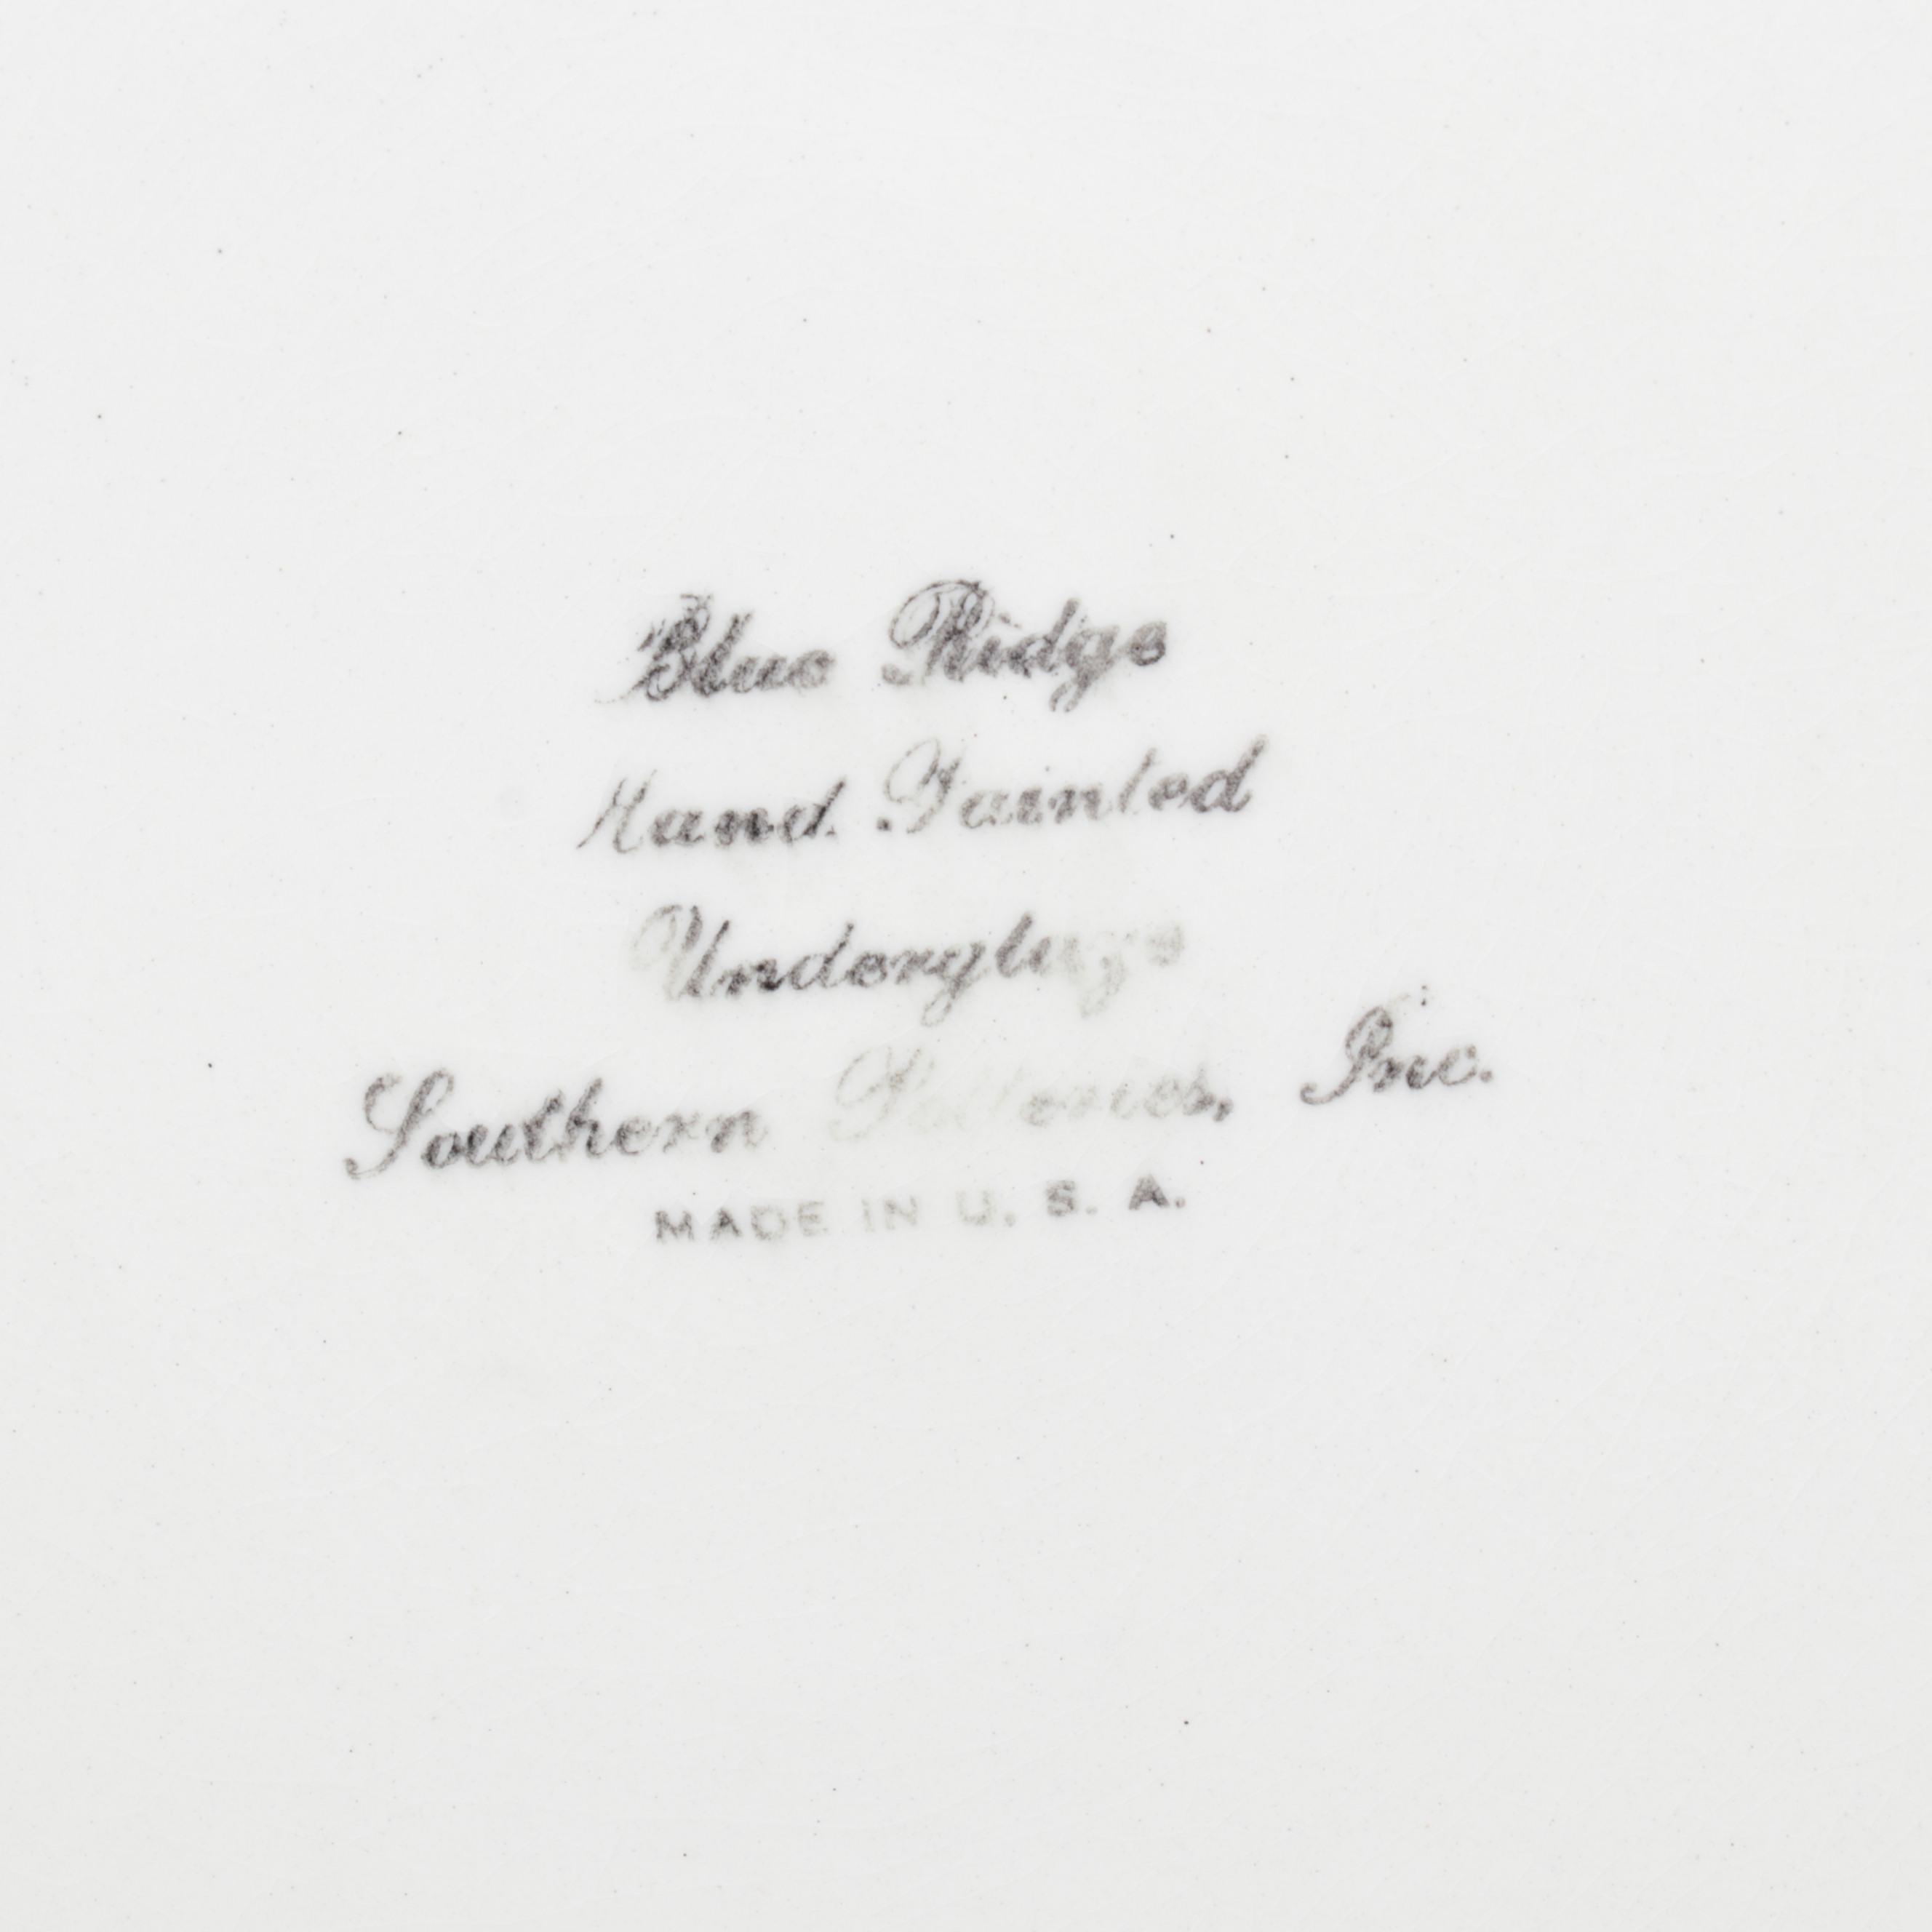 Blue Ridge
Hand Painted
Underglaze
Southern Potteries, Inc.
MADE IN U. S. A.